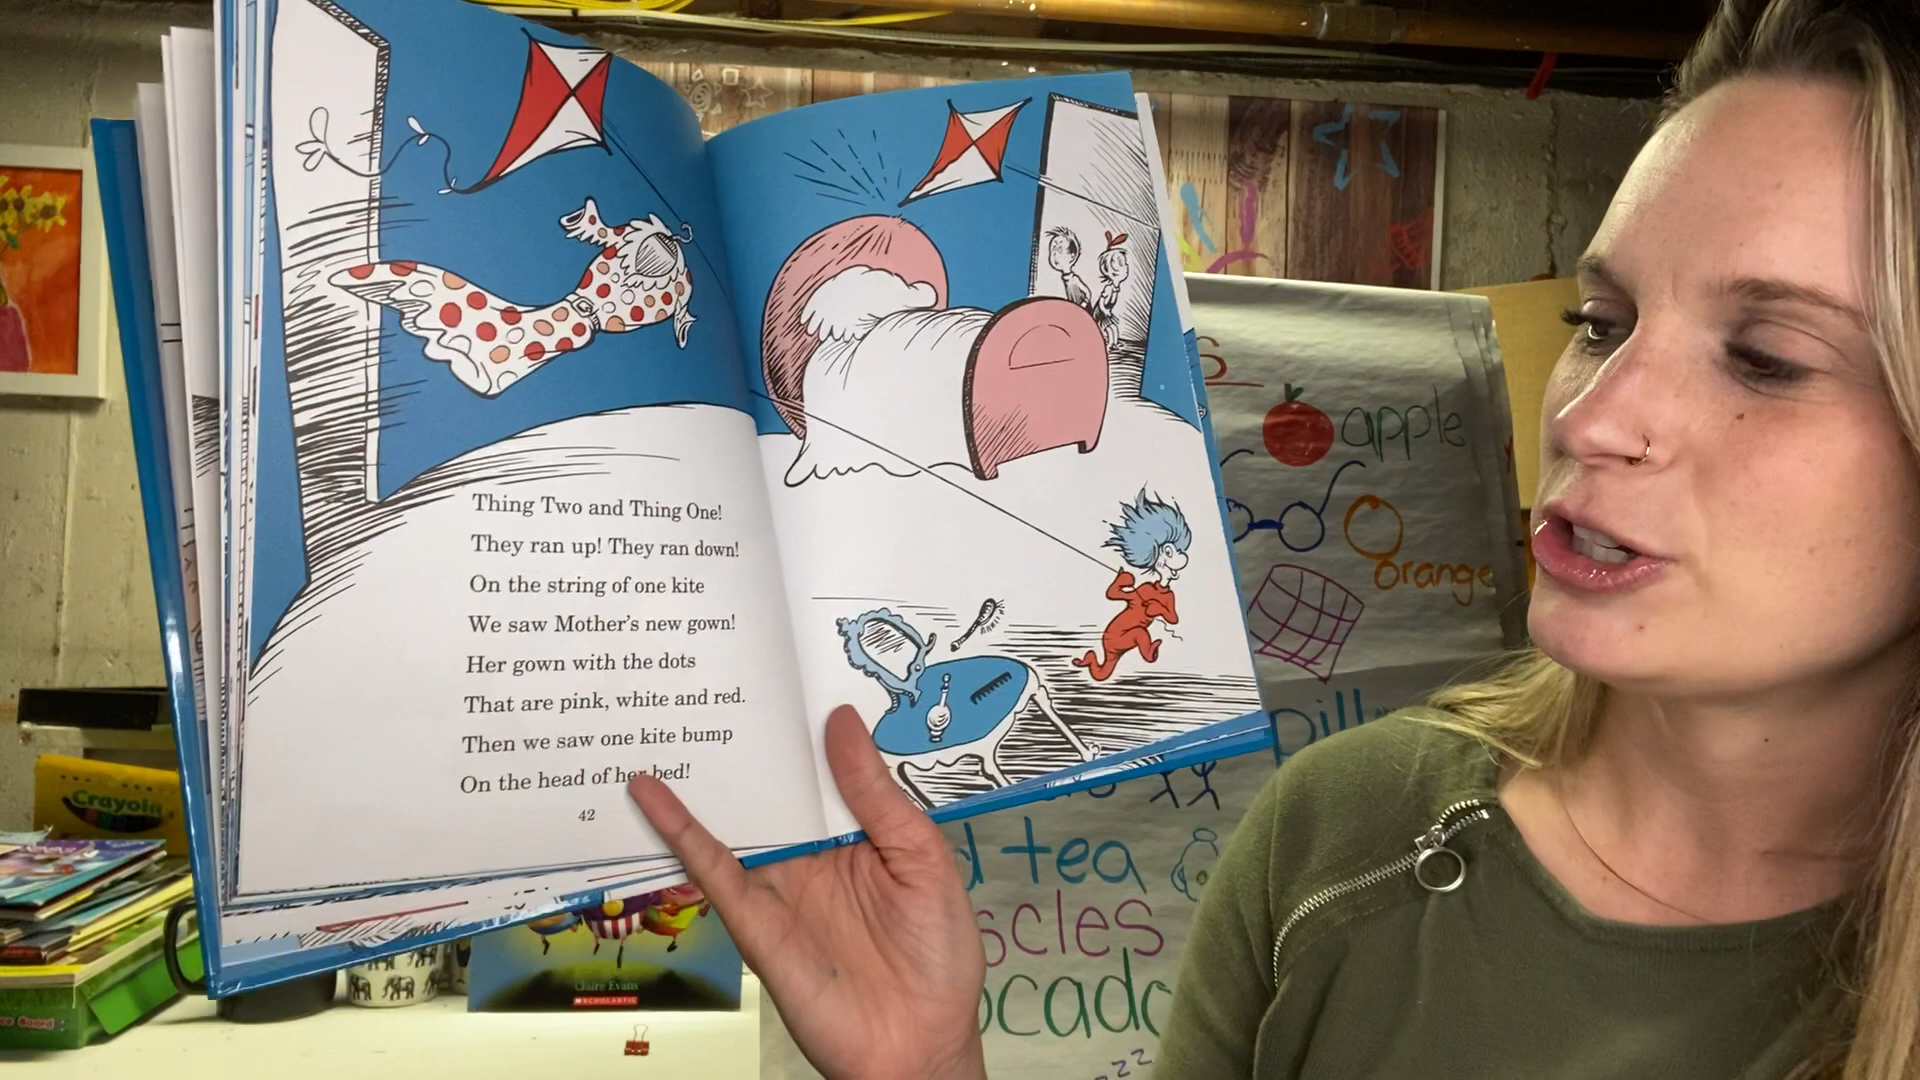 Thing Two and Thing One!
They ran up! They ran down!
On the string of one kite
We saw Mother's new gown!
Her gown with the dots
That are pink, white and red.
Then we saw one kite bump
On the head of her bed!
42
apple
orange
tea
Crayola
Claire Evans
SCHOLASTIC
Board
zzz